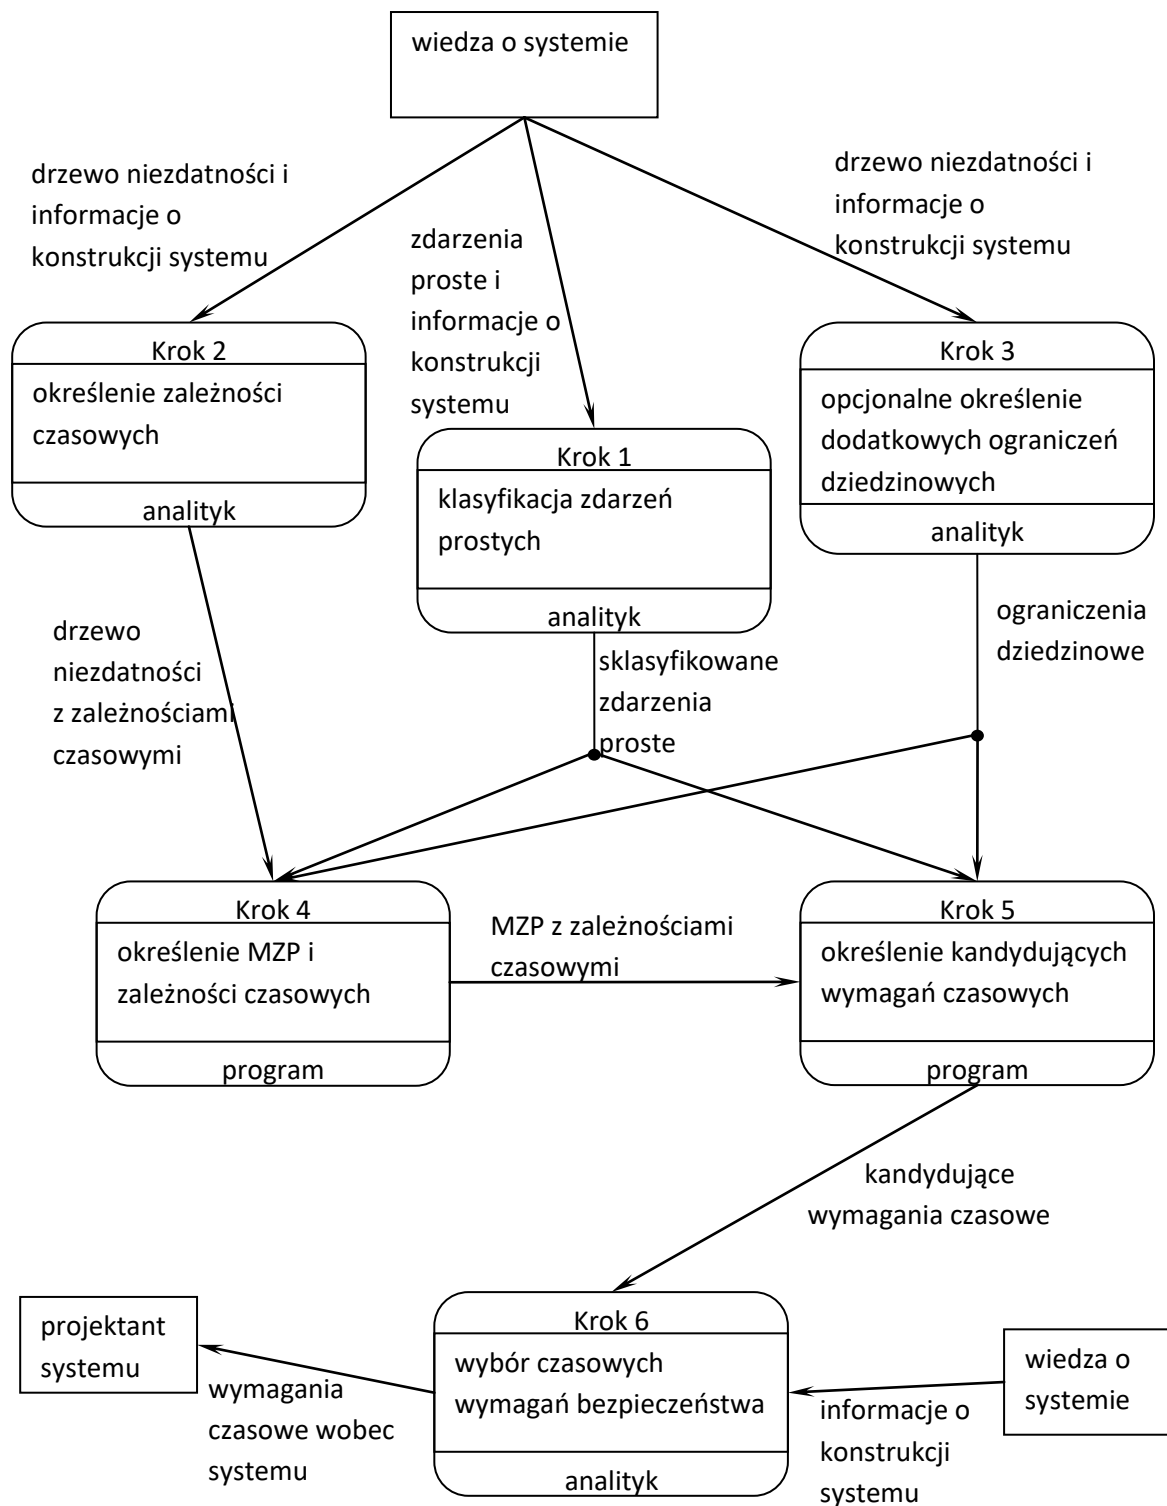 wiedza o systemie
drzewo niezdatności i
informacje o
konstrukcji systemu
zdarzenia
proste i
informacje o
konstrukcji
systemu
drzewo niezdatności i
informacje o
konstrukcji systemu
Krok 2
określenie zależności
czasowych
analityk
Krok 1
klasyfikacja zdarzeń
prostych
analityk
Krok 3
opcjonalne określenie
dodatkowych ograniczeń
dziedzinowych
analityk
drzewo
niezdatności
z zależnościami
czasowymi
sklasyfikowane
zdarzenia
proste
ograniczenia
dziedzinowe
Krok 4
określenie MZP i
zależności czasowych
program
MZP z zależnościami
czasowymi
Krok 5
określenie kandydujących
wymagań czasowych
program
kandydujące
wymagania czasowe
projektant
systemu
wymagania
czasowe wobec
systemu
Krok 6
wybór czasowych
wymagań bezpieczeństwa
analityk
informacje o
konstrukcji
systemu
wiedza o
systemie